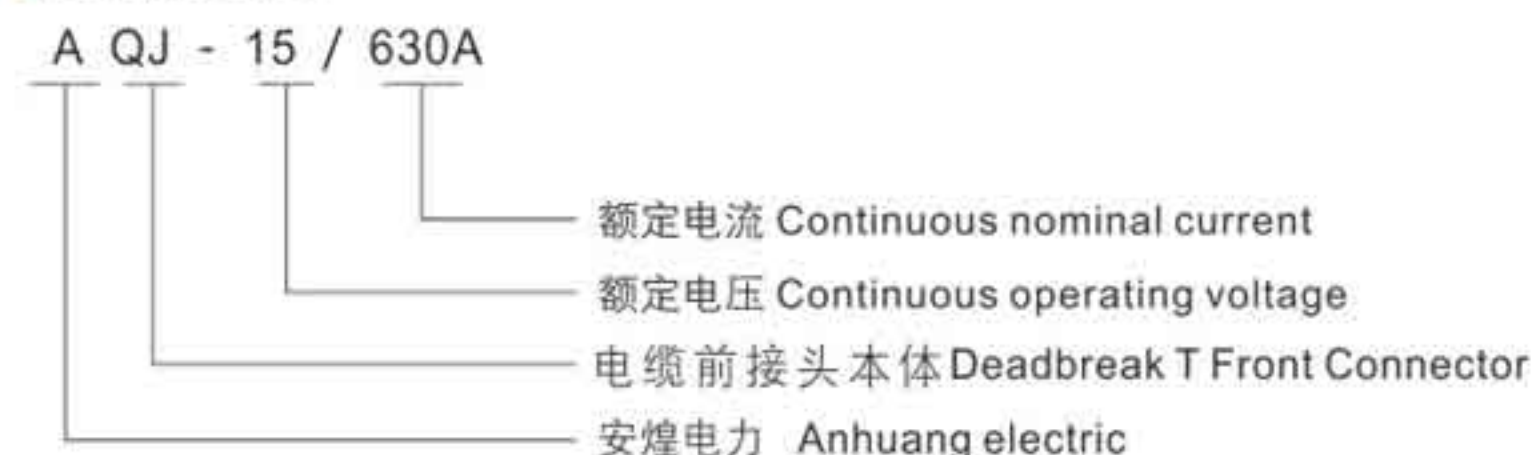 A QJ - 15 / 630A
额定电流 Continuous nominal current
额定电压 Continuous operating voltage
电缆前接头本体 Deadbreak T Front Connector
安煌电力 Anhuang electric